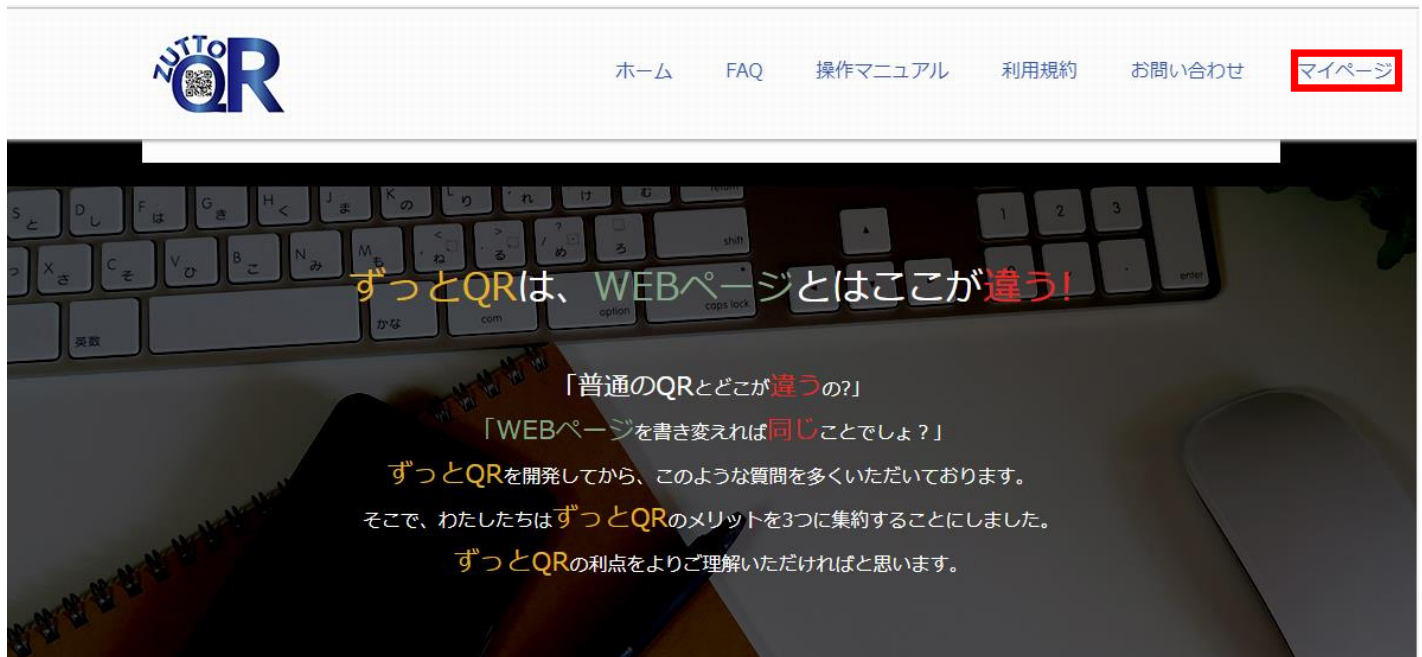 ZUTTO QR
ホーム FAQ 操作マニュアル 利用規約 お問い合わせ マイページ
ずっとQRは、WEBページとはここが違う!
「普通のQRとどこが違うの?」
「WEBページを書き変えれば同じことでしょ？」
ずっとQRを開発してから、このような質問を多くいただいております。
そこで、わたしたちはずっとQRのメリットを3つに集約することにしました。
ずっとQRの利点をよりご理解いただければと思います。